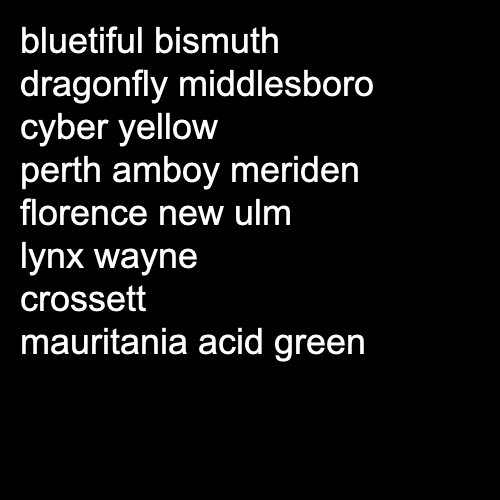 bluetiful bismuth
dragonfly middlesboro
cyber yellow
perth amboy meriden
florence new ulm
lynx wayne
crossett
mauritania acid green